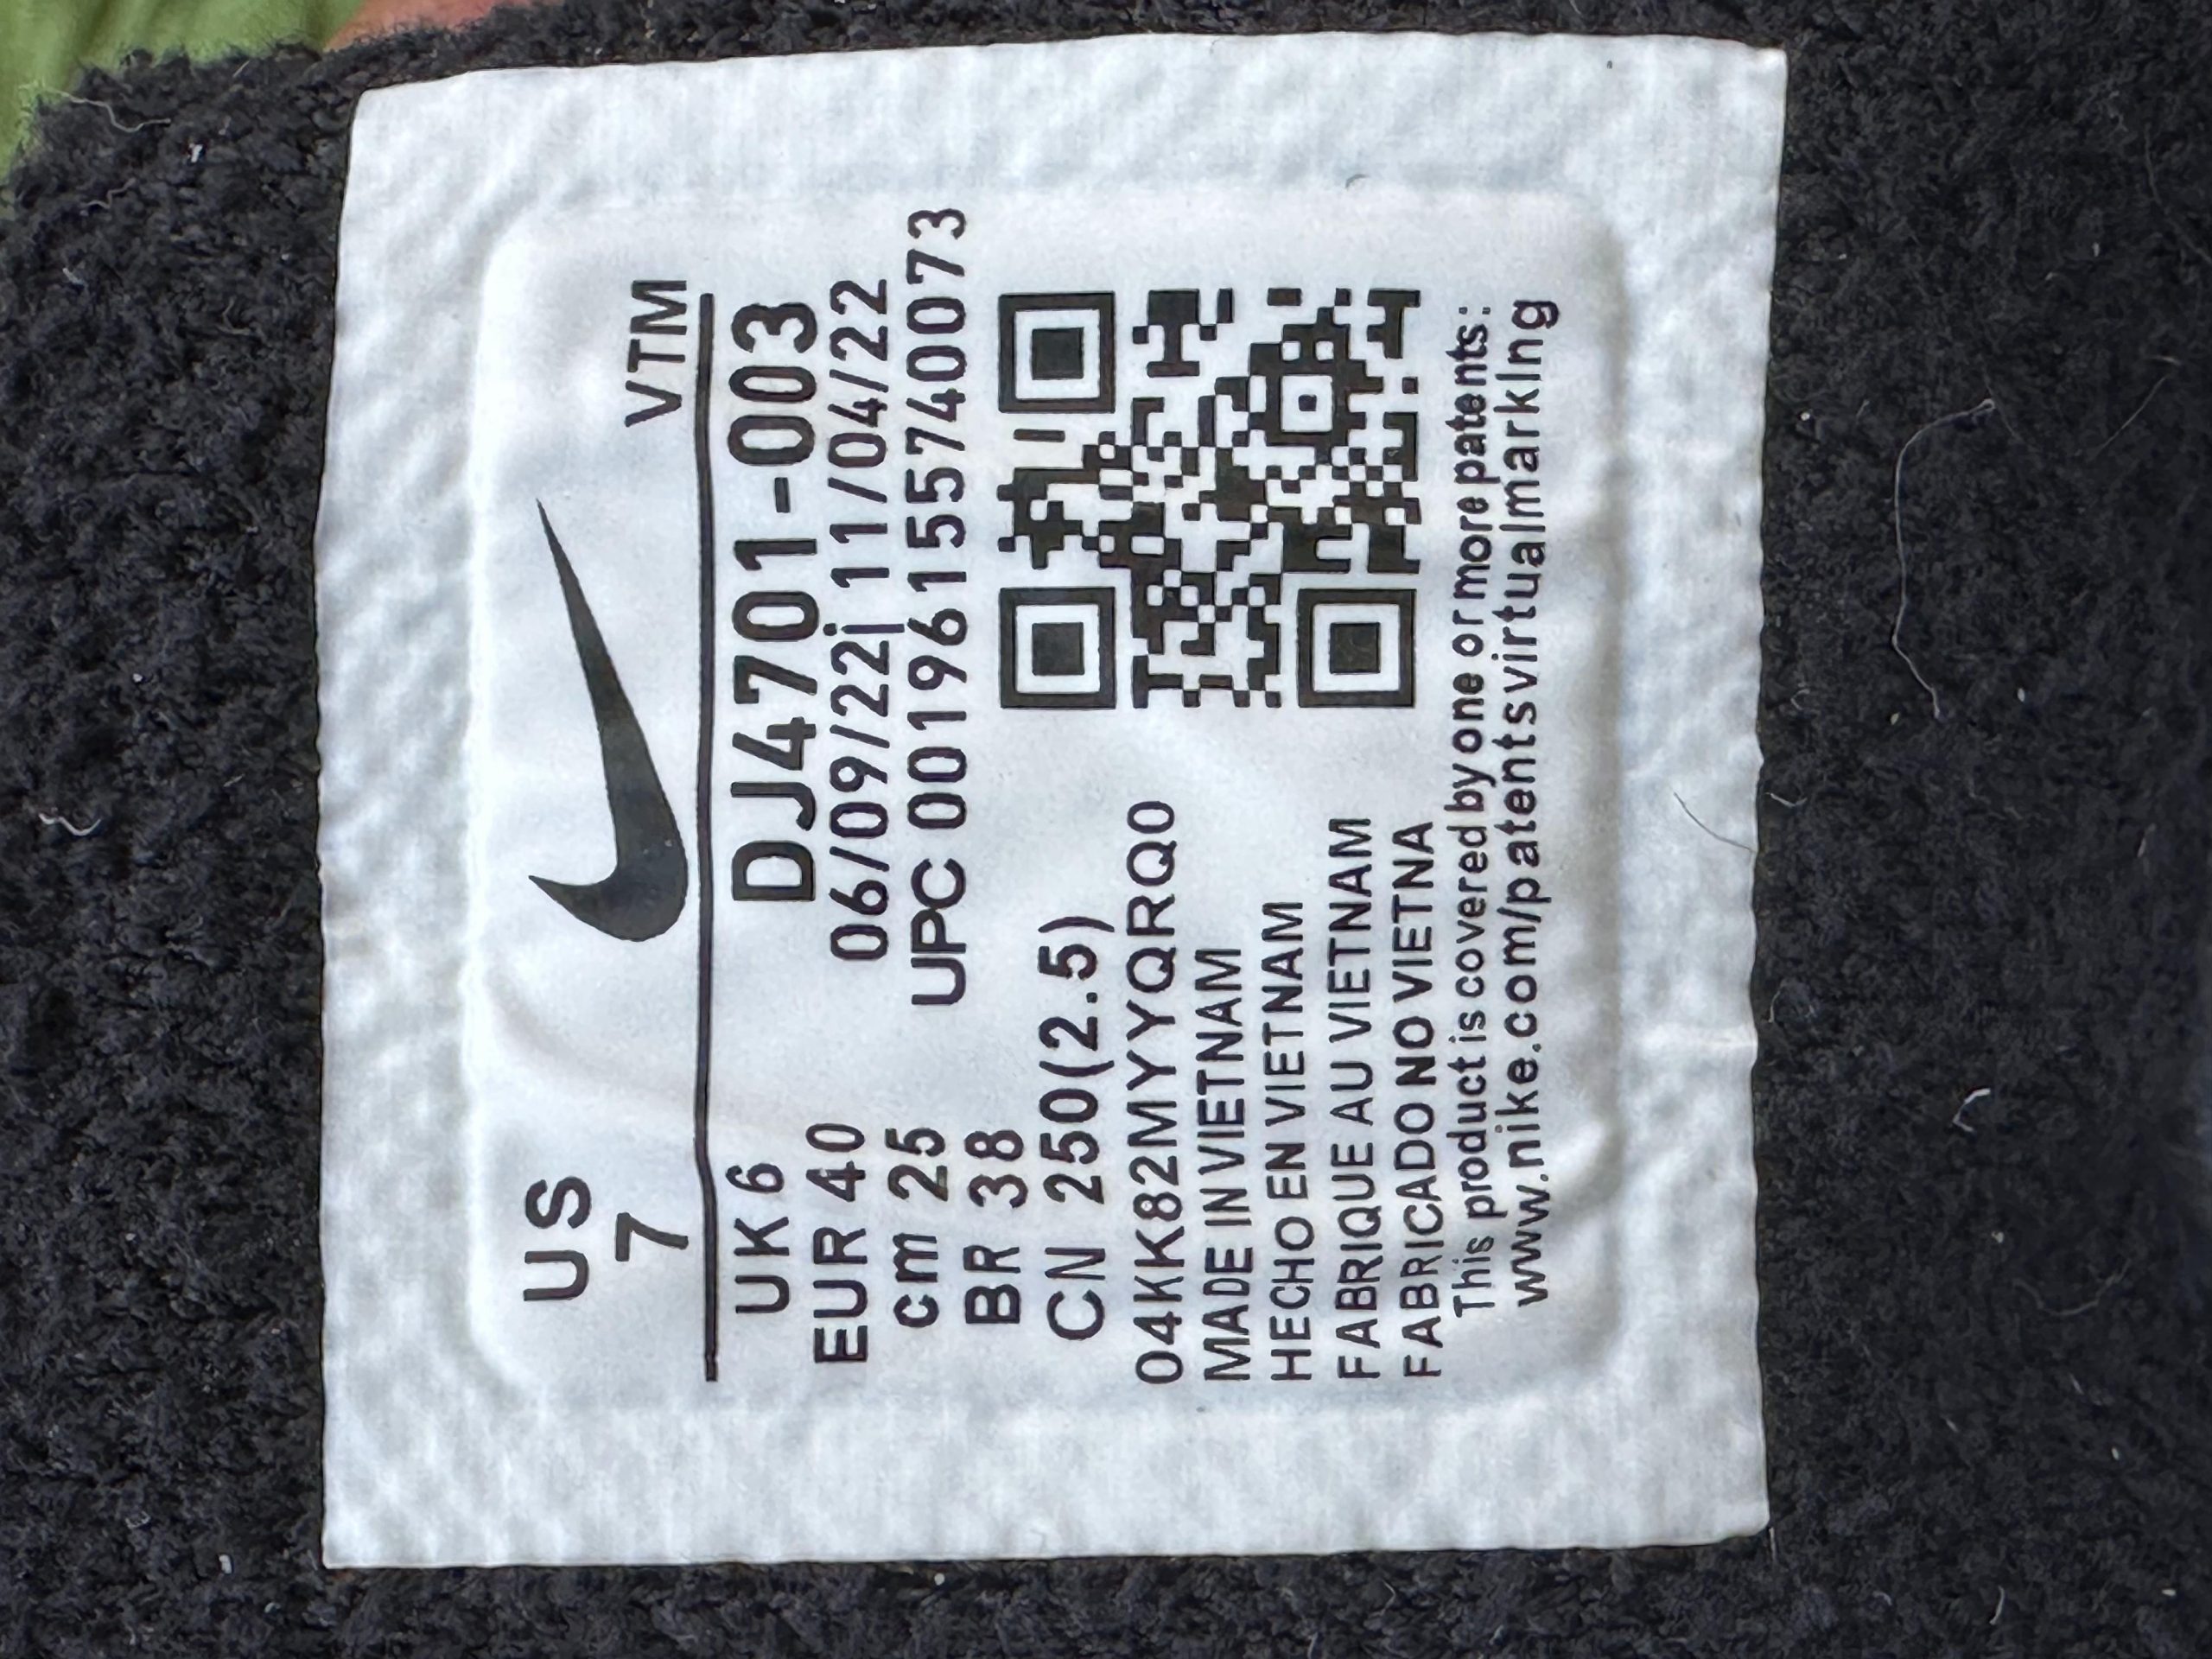 US
7
VTM
UK 6
EUR 40
cm 25
BR 38
CN 250(2.5)
DJ4701-003
06/09/22¡11/04/22
UPC 00196155740073
04KK82MYYQRQ0
MADE IN VIETNAM
HECHO EN VIETNAM
FABRIQUE AU VIETNAM
FABRICADO NO VIETNA
This product is covered by one or more patents:
www.nike.com/patentsvirtualmarking